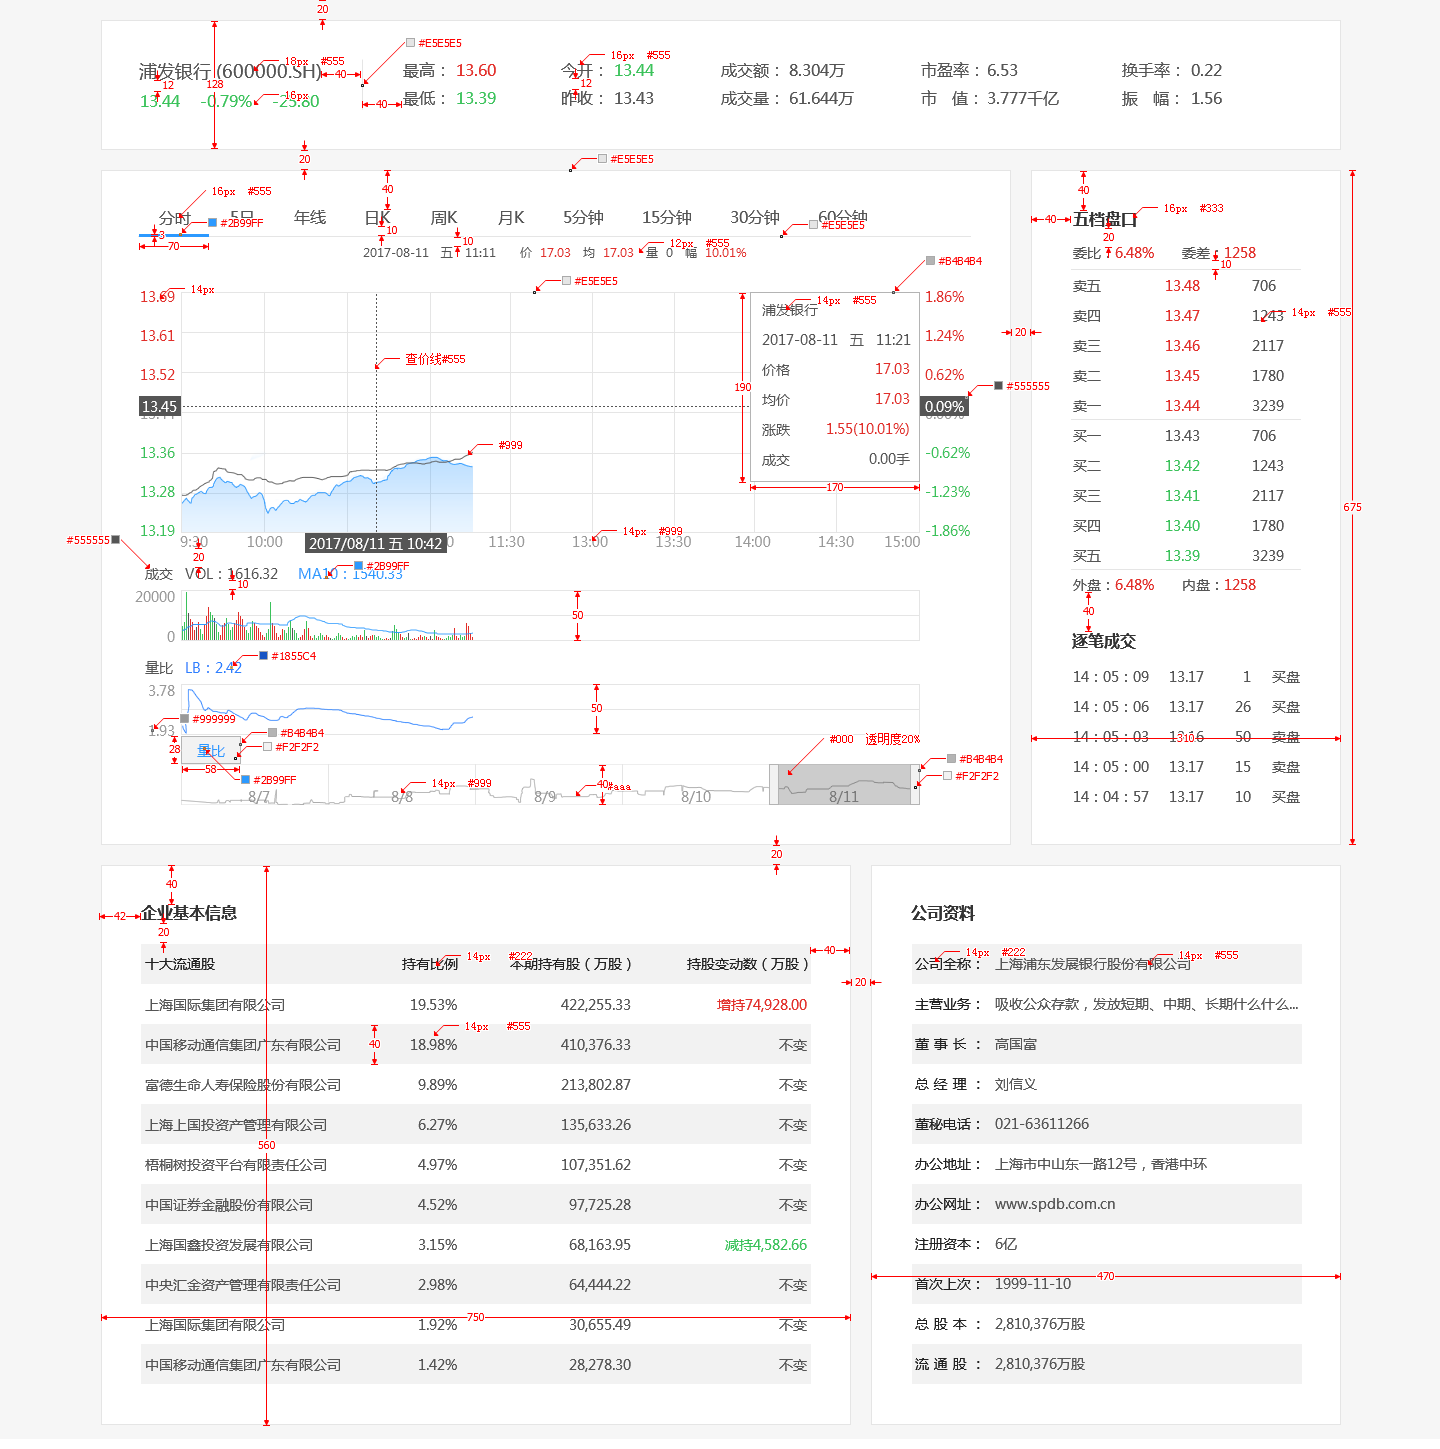 20
#E5E5E5
浦发银行 (600000.SH) 18px #555
最高： 13.60
今开： 13.44 16px #555
成交额： 8.304万
市盈率： 6.53
换手率： 0.22
40
12
128
12
13.44 -0.79% 16px
40
最低： 13.39
昨收： 13.43
成交量： 61.644万
市 值： 3.777千亿
振 幅： 1.56
20
#E5E5E5
40
16px #555
分时 5日 年线 日K 周K 月K 5分钟 15分钟 30分钟 60分钟
#2B99FF
#E5E5E5
3
70
10
10
2017-08-11 五 11:11 价 17.03 均 17.03 量 0 幅 10.01%
12px #555
#B4B4B4
#E5E5E5
14px
13.69
1.86%
13.61
1.24%
13.52
0.62%
13.45
0.09%
13.36
-0.62%
13.28
-1.23%
13.19
-1.86%
查价线#555
#999
14px #555
浦发银行
2017-08-11 五 11:21
价格 17.03
均价 17.03
涨跌 1.55(10.01%)
成交 0.00手
190
170
20
#555555
9:30 10:00 2017/08/11 五 10:42 11:30 13:00 13:30 14:00 14:30 15:00
14px #999
#555555
20
#2B99FF
成交 VOL：1616.32 MA10：1540.33
10
20000
0
50
#1855C4
量比 LB：2.42
3.78
1.93
50
#999999
#B4B4B4
#F2F2F2
28
量比
58
#2B99FF
#000 透明度20%
#B4B4B4
#F2F2F2
14px #999
40
#aaa
8/7 8/8 8/9 8/10 8/11
40
40
五档盘口
16px #333
20
委比：6.48% 委差：1258
10
卖五 13.48 706
卖四 13.47 1243
14px #555
卖三 13.46 2117
卖二 13.45 1780
卖一 13.44 3239
买一 13.43 706
买二 13.42 1243
买三 13.41 2117
买四 13.40 1780
买五 13.39 3239
外盘：6.48% 内盘：1258
675
40
逐笔成交
14：05：09 13.17 1 买盘
14：05：06 13.17 26 买盘
14：05：03 13.16 50 卖盘
310
14：05：00 13.17 15 卖盘
14：04：57 13.17 10 买盘
20
40
42
企业基本信息
20
40
14px #222
十大流通股 持有比例 本期持有股（万股） 持股变动数（万股）
上海国际集团有限公司 19.53% 422,255.33 增持74,928.00
14px #555
40
中国移动通信集团广东有限公司 18.98% 410,376.33 不变
富德生命人寿保险股份有限公司 9.89% 213,802.87 不变
上海上国投资产管理有限公司 6.27% 135,633.26 不变
560
梧桐树投资平台有限责任公司 4.97% 107,351.62 不变
中国证券金融股份有限公司 4.52% 97,725.28 不变
上海国鑫投资发展有限公司 3.15% 68,163.95 减持4,582.66
中央汇金资产管理有限责任公司 2.98% 64,444.22 不变
750
上海国际集团有限公司 1.92% 30,655.49 不变
中国移动通信集团广东有限公司 1.42% 28,278.30 不变
20
公司资料
14px #222
14px #555
公司全称： 上海浦东发展银行股份有限公司
主营业务： 吸收公众存款，发放短期、中期、长期什么什么...
董 事 长 ： 高国富
总 经 理 ： 刘信义
董秘电话： 021-63611266
办公地址： 上海市中山东一路12号，香港中环
办公网址： www.spdb.com.cn
注册资本： 6亿
470
首次上次： 1999-11-10
总 股 本 ： 2,810,376万股
流 通 股 ： 2,810,376万股